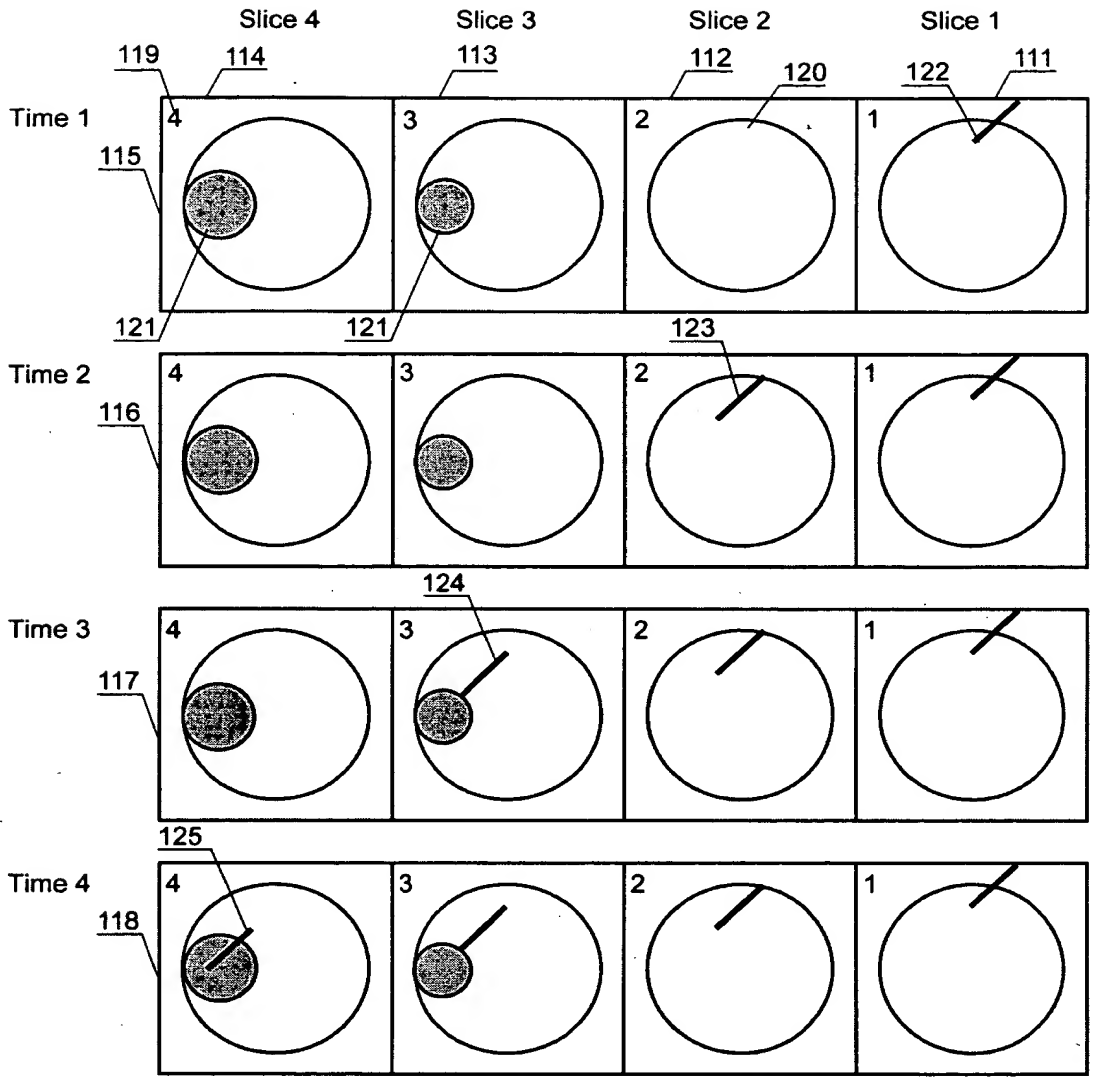 Slice 4 Slice 3 Slice 2 Slice 1
119 114 113 112 120 122 111
Time 1 4 3 2 1
115
121 121 123
Time 2 4 3 2 1
116
124
Time 3 4 3 2 1
117
125
Time 4 4 3 2 1
118